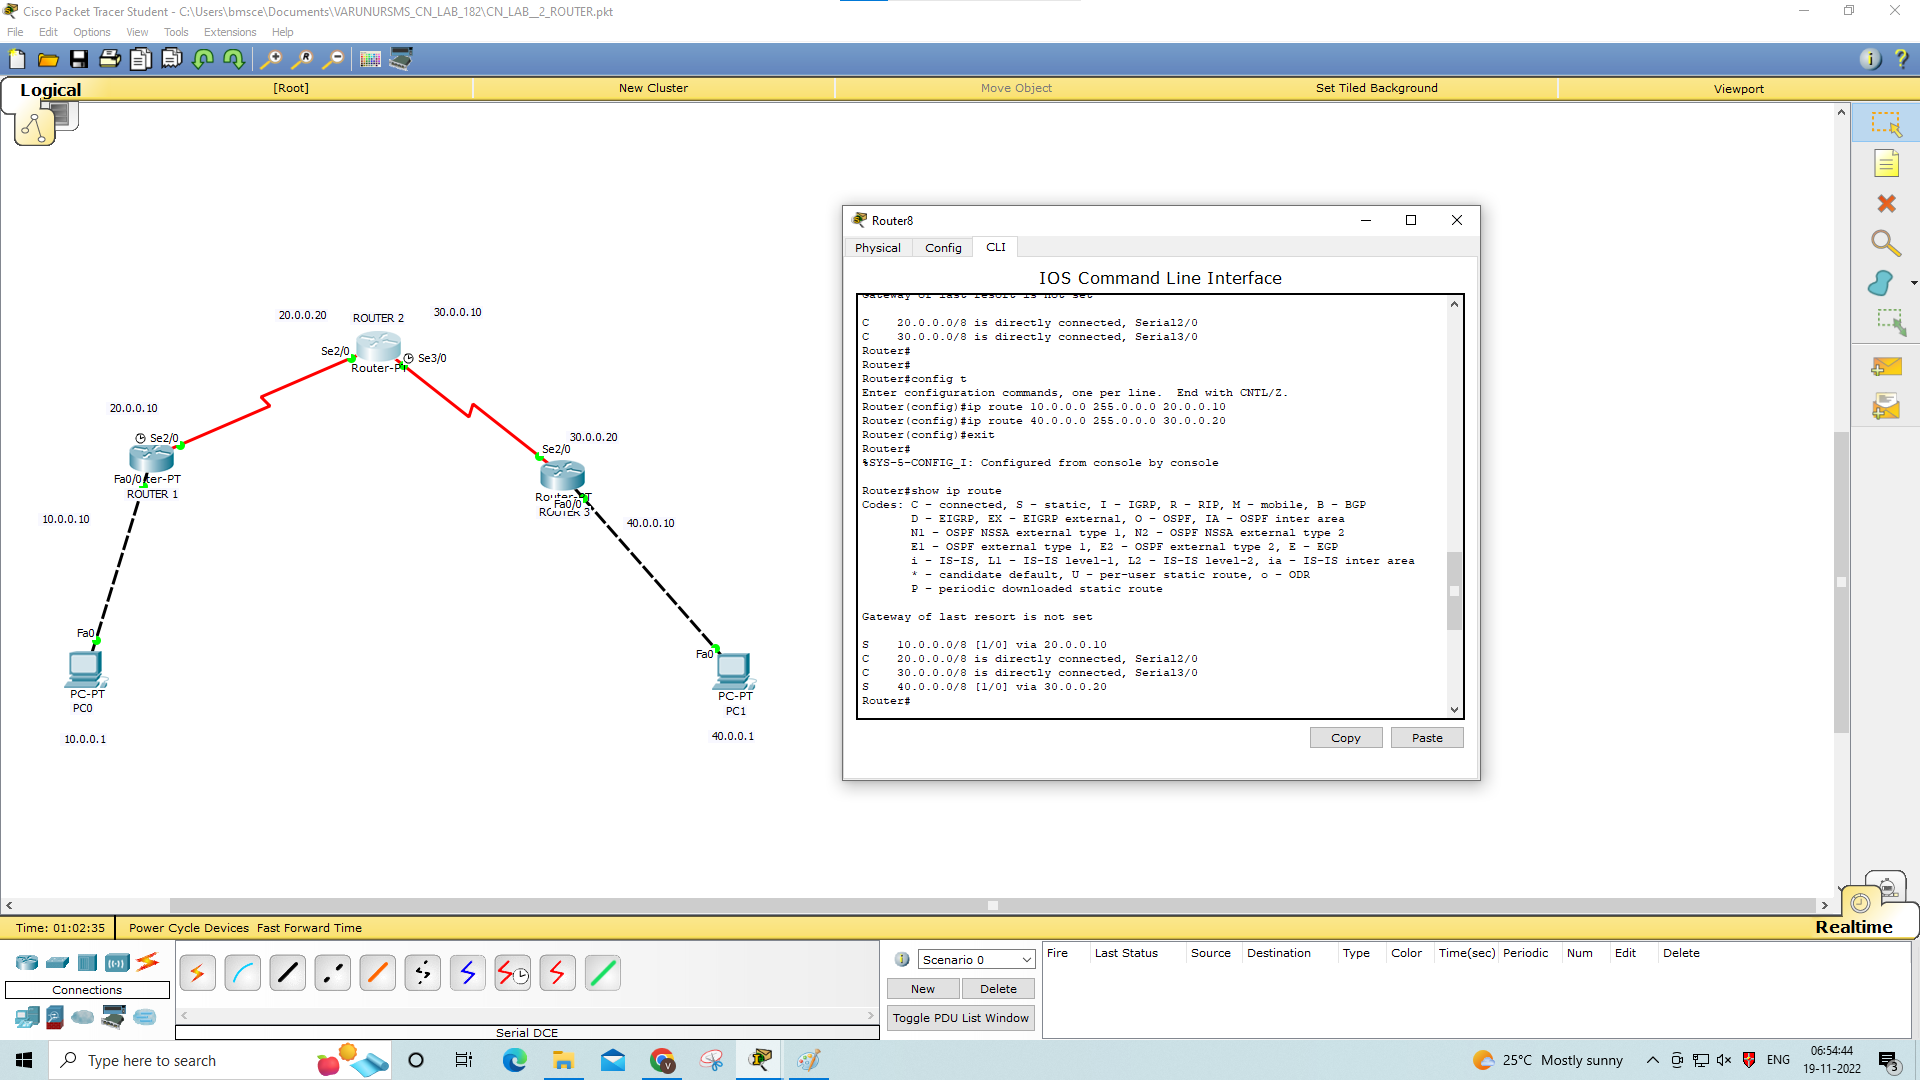 Cisco Packet Tracer Student - C:\Users\bmsce\Documents\VARUNURSMS_CN_LAB_182\CN_LAB__2_ROUTER.pkt
File Edit Options View Tools Extensions Help
Logical [Root] New Cluster Move Object Set Tiled Background Viewport
20.0.0.20 ROUTER 2 30.0.0.10
Se2/0 Se3/0
Router-PT
20.0.0.10
Se2/0
Fa0/0 ter-PT
ROUTER 1
10.0.0.10
30.0.0.20
Se2/0
Router-PT
Fa0/0
ROUTER 3
40.0.0.10
Fa0
PC-PT
PC0
10.0.0.1
Fa0
PC-PT
PC1
40.0.0.1
Router8
Physical Config CLI
IOS Command Line Interface
Gateway of last resort is not set
C 20.0.0.0/8 is directly connected, Serial2/0
C 30.0.0.0/8 is directly connected, Serial3/0
Router#
Router#
Router#config t
Enter configuration commands, one per line. End with CNTL/Z.
Router(config)#ip route 10.0.0.0 255.0.0.0 20.0.0.10
Router(config)#ip route 40.0.0.0 255.0.0.0 30.0.0.20
Router(config)#exit
Router#
%SYS-5-CONFIG_I: Configured from console by console
Router#show ip route
Codes: C - connected, S - static, I - IGRP, R - RIP, M - mobile, B - BGP
D - EIGRP, EX - EIGRP external, O - OSPF, IA - OSPF inter area
N1 - OSPF NSSA external type 1, N2 - OSPF NSSA external type 2
E1 - OSPF external type 1, E2 - OSPF external type 2, E - EGP
i - IS-IS, L1 - IS-IS level-1, L2 - IS-IS level-2, ia - IS-IS inter area
* - candidate default, U - per-user static route, o - ODR
P - periodic downloaded static route
Gateway of last resort is not set
S 10.0.0.0/8 [1/0] via 20.0.0.10
C 20.0.0.0/8 is directly connected, Serial2/0
C 30.0.0.0/8 is directly connected, Serial3/0
S 40.0.0.0/8 [1/0] via 30.0.0.20
Router#
Copy Paste
Time: 01:02:35 Power Cycle Devices Fast Forward Time Realtime
Connections
Serial DCE
Scenario 0
New Delete
Toggle PDU List Window
Fire Last Status Source Destination Type Color Time(sec) Periodic Num Edit Delete
Type here to search
25°C Mostly sunny
ENG
06:54:44
19-11-2022
3